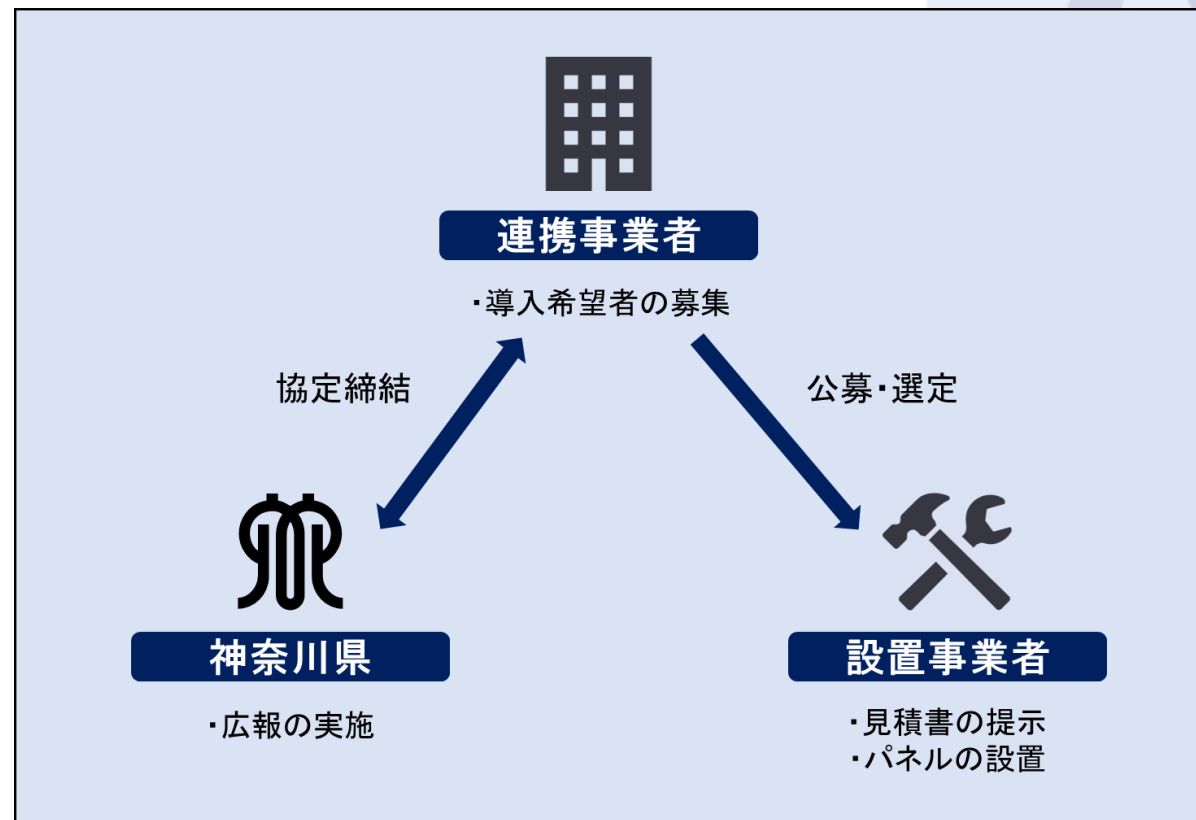 連携事業者
・導入希望者の募集
協定締結
公募・選定
神奈川県
・広報の実施
設置事業者
・見積書の提示
・パネルの設置